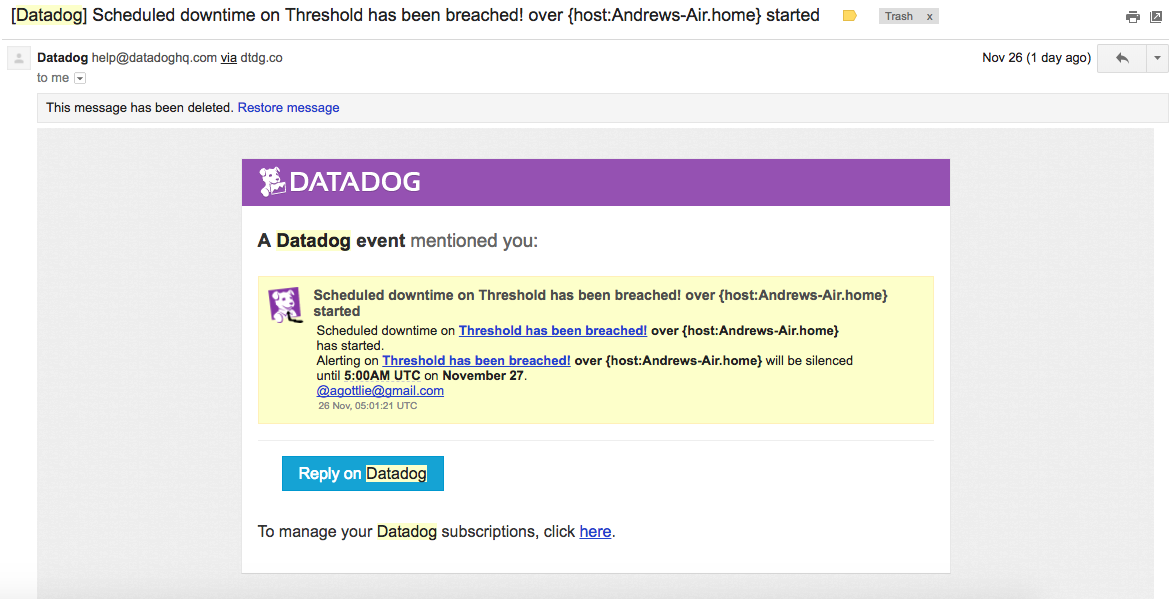 [Datadog] Scheduled downtime on Threshold has been breached! over {host:Andrews-Air.home} started
Trash x
Datadog help@datadoghq.com via dtdg.co
Nov 26 (1 day ago)
to me
This message has been deleted. Restore message
DATADOG
A Datadog event mentioned you:
Scheduled downtime on Threshold has been breached! over {host:Andrews-Air.home}
started
Scheduled downtime on Threshold has been breached! over {host:Andrews-Air.home}
has started.
Alerting on Threshold has been breached! over {host:Andrews-Air.home} will be silenced
until 5:00AM UTC on November 27.
@agottlie@gmail.com
26 Nov, 05:01:21 UTC
Reply on Datadog
To manage your Datadog subscriptions, click here.